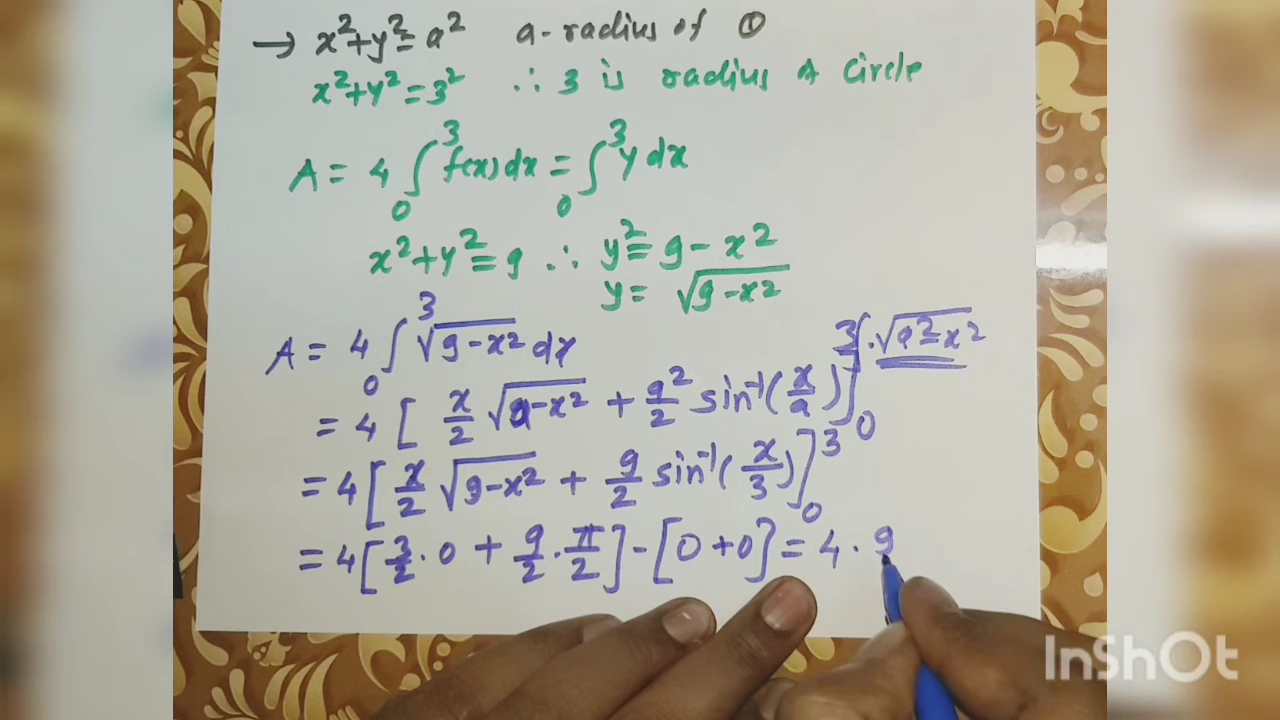 → x²+y²=a² a-radius of ①
x²+y²=3² ∴ 3 is radius of Circle
A = 4 ∫₀³ f(x) dx = ∫₀³ y dx
x²+y²=9 ∴ y²= 9-x²
y= √(9-x²)
A = 4 ∫₀³ √(9-x²) dx ∫.√(a²-x²)
= 4 [ x/2 √(a-x²) + a²/2 sin⁻¹(x/a) ]₀³
= 4 [ x/2 √(9-x²) + 9/2 sin⁻¹(x/3) ]₀³
= 4 [ 3/2 . 0 + 9/2 . π/2 ] - [0+0] = 4 . 9
InShOt